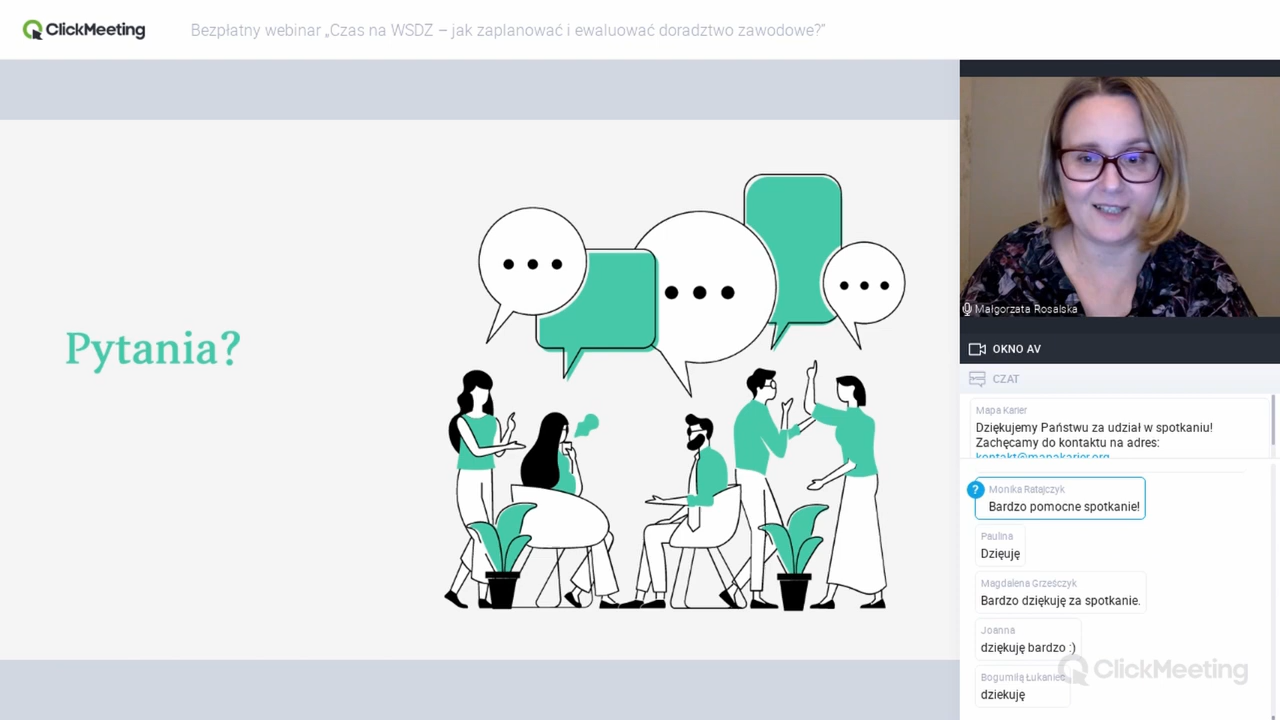 ClickMeeting
Bezpłatny webinar „Czas na WSDZ – jak zaplanować i ewaluować doradztwo zawodowe?”
Pytania?
Małgorzata Rosalska
OKNO AV
CZAT
Mapa Karier
Dziękujemy Państwu za udział w spotkaniu!
Zachęcamy do kontaktu na adres:
kontakt@mapakarier.org
?
Monika Ratajczyk
Bardzo pomocne spotkanie!
Paulina
Dzięuję
Magdalena Grześczyk
Bardzo dziękuję za spotkanie.
Joanna
dziękuję bardzo :)
Bogumiłą Łukaniec
dziekuję
ClickMeeting